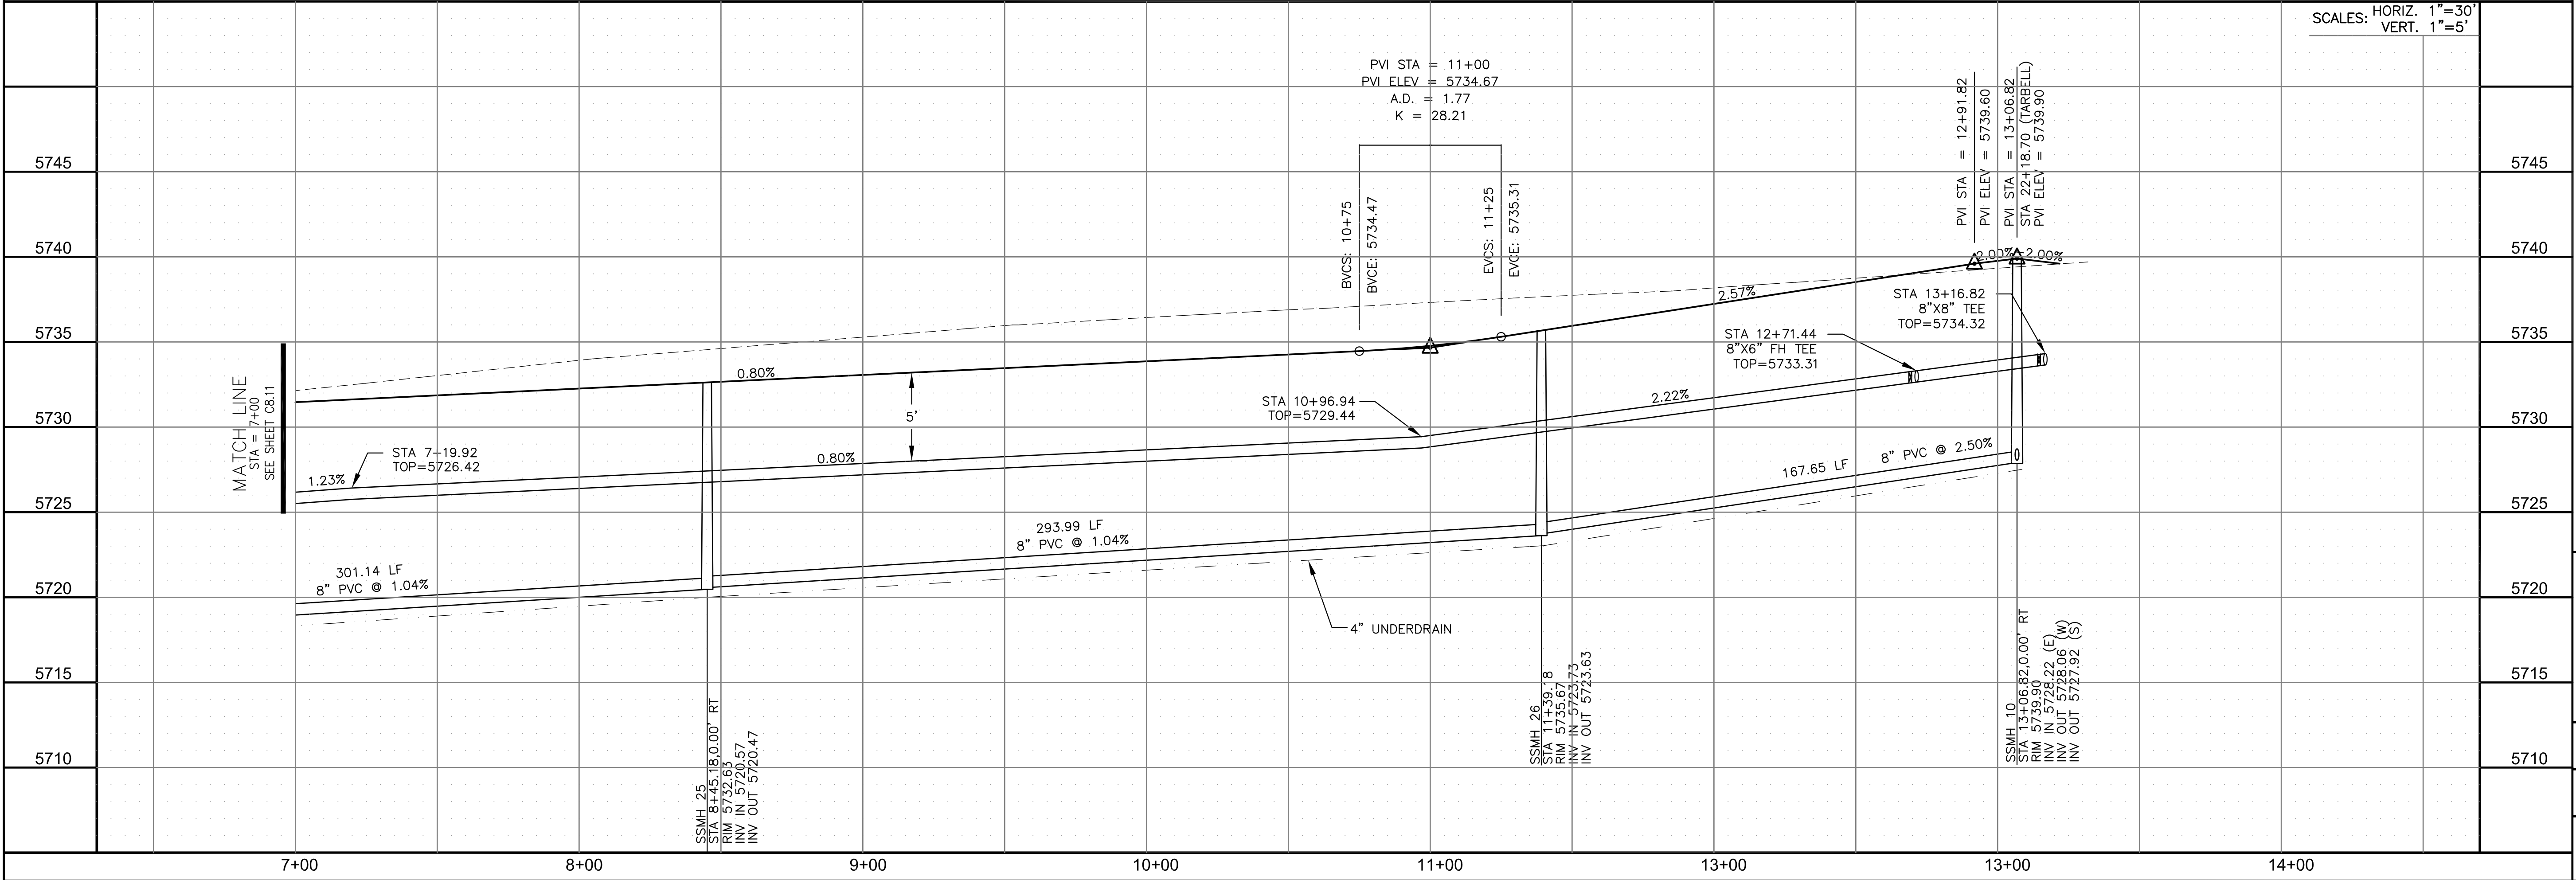 SCALES: HORIZ. 1"=30'
VERT. 1"=5'
PVI STA = 11+00
PVI ELEV = 5734.67
A.D. = 1.77
K = 28.21
BVCS: 10+75
BVCE: 5734.47
EVCS: 11+25
EVCE: 5735.31
PVI STA = 12+91.82
PVI ELEV = 5739.60
PVI STA = 13+06.82
STA 22+18.70 (TARBELL)
PVI ELEV = 5739.90
5745
5740
5735
5730
5725
5720
5715
5710
5745
5740
5735
5730
5725
5720
5715
5710
MATCH LINE
STA = 7+00
SEE SHEET C8.11
1.23%
STA 7-19.92
TOP=5726.42
0.80%
5'
0.80%
STA 10+96.94
TOP=5729.44
2.57%
2.00%
-2.00%
STA 13+16.82
8"X8" TEE
TOP=5734.32
STA 12+71.44
8"X6" FH TEE
TOP=5733.31
2.22%
301.14 LF
8" PVC @ 1.04%
293.99 LF
8" PVC @ 1.04%
167.65 LF
8" PVC @ 2.50%
4" UNDERDRAIN
SSMH 25
STA 8+45.18,0.00' RT
RIM 5732.63
INV IN 5720.57
INV OUT 5720.47
SSMH 26
STA 11+39.18
RIM 5735.67
INV IN 5723.73
INV OUT 5723.63
SSMH 10
STA 13+06.82,0.00' RT
RIM 5739.90
INV IN 5728.22 (E)
INV OUT 5728.06 (W)
INV OUT 5727.92 (S)
7+00
8+00
9+00
10+00
11+00
13+00
13+00
14+00